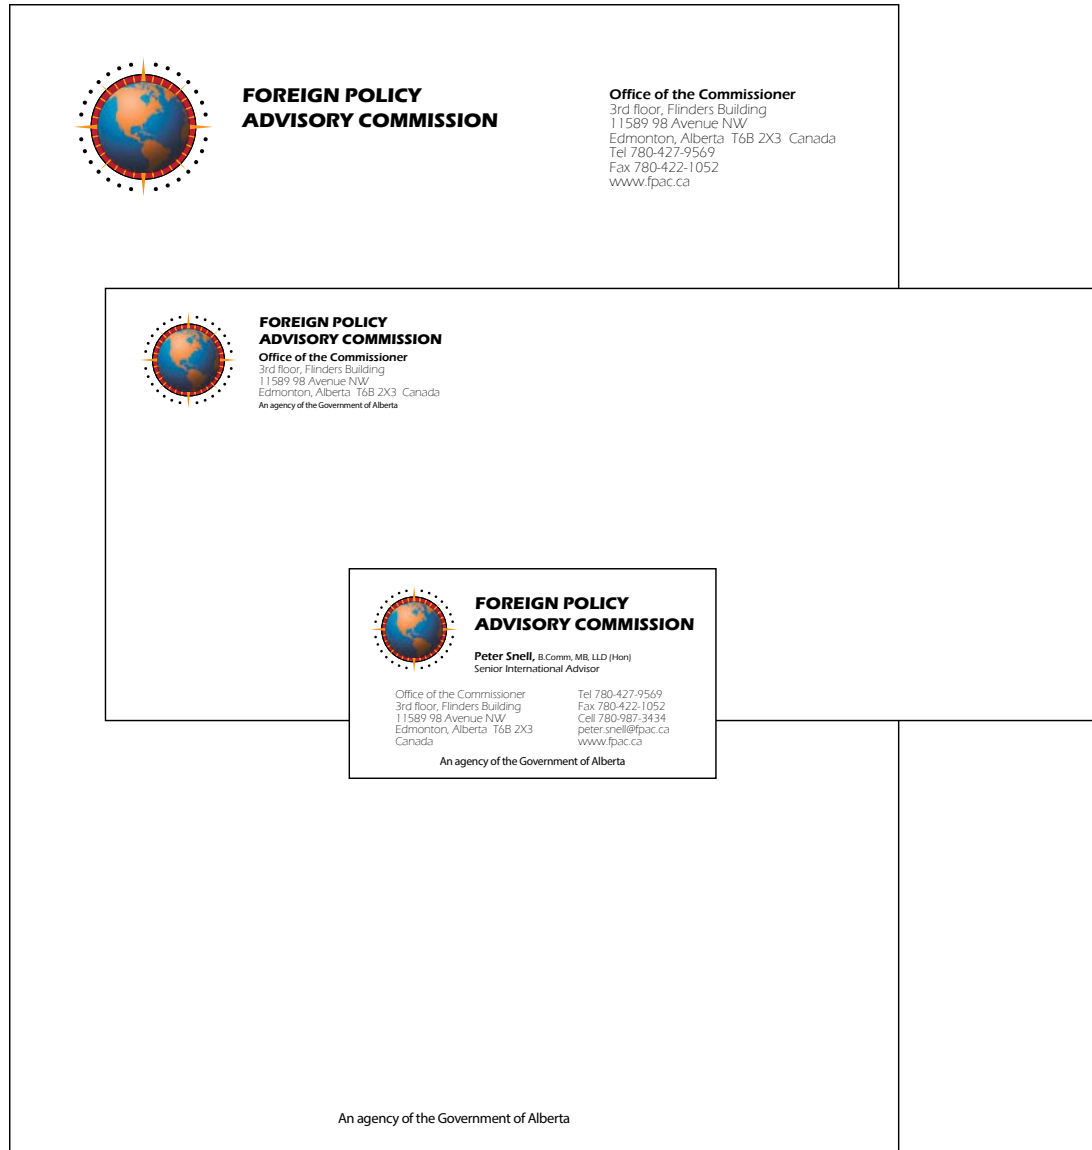 FOREIGN POLICY
ADVISORY COMMISSION
Office of the Commissioner
3rd floor, Flinders Building
11589 98 Avenue NW
Edmonton, Alberta  T6B 2X3  Canada
Tel 780-427-9569
Fax 780-422-1052
www.fpac.ca
FOREIGN POLICY
ADVISORY COMMISSION
Office of the Commissioner
3rd floor, Flinders Building
11589 98 Avenue NW
Edmonton, Alberta  T6B 2X3  Canada
An agency of the Government of Alberta
FOREIGN POLICY
ADVISORY COMMISSION
Peter Snell, B.Comm, MB, LLD (Hon)
Senior International Advisor
Office of the Commissioner
3rd floor, Flinders Building
11589 98 Avenue NW
Edmonton, Alberta  T6B 2X3
Canada
Tel 780-427-9569
Fax 780-422-1052
Cell 780-987-3434
peter.snell@fpac.ca
www.fpac.ca
An agency of the Government of Alberta
An agency of the Government of Alberta